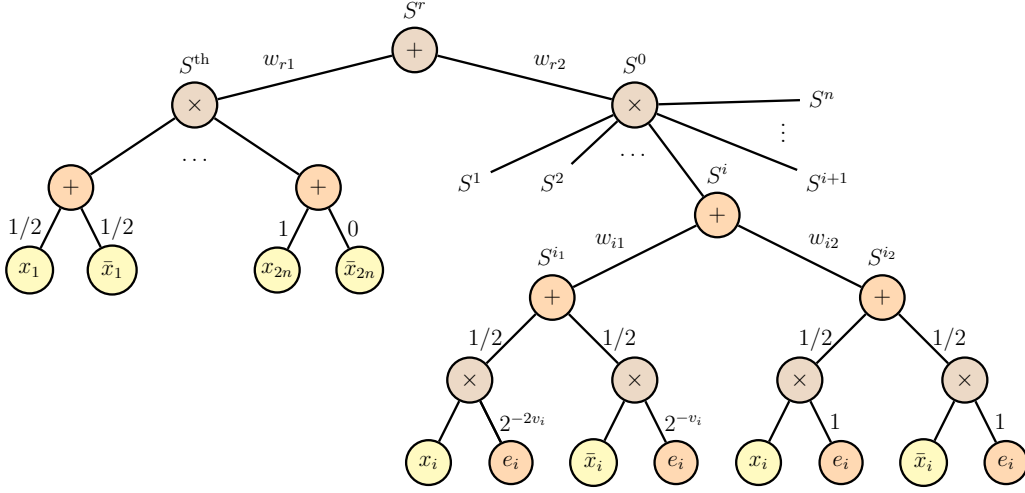 S^r
+
w_{r1} w_{r2}
S^{th} S^0
× ×
S^n
⋮
… …
S^1 S^2 S^{i+1}
S^i
+ + +
1/2 1/2 1 0
w_{i1} w_{i2}
x_1 x̄_1 x_{2n} x̄_{2n}
S^{i_1} S^{i_2}
+ +
1/2 1/2 1/2 1/2
× × × ×
2^{-2v_i} 2^{-v_i} 1 1
x_i e_i x̄_i e_i x_i e_i x̄_i e_i